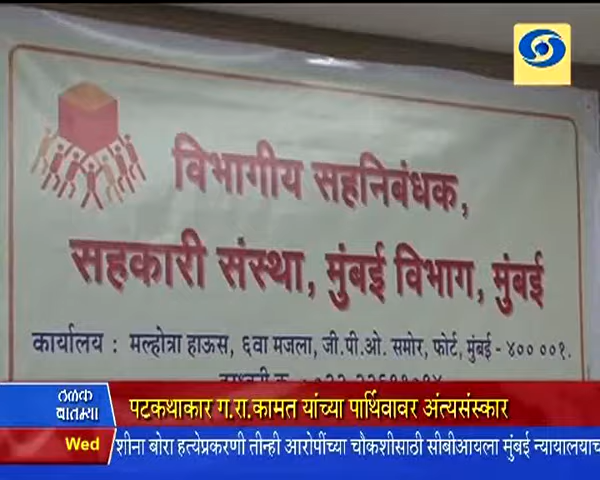 विभागीय सहनिबंधक,
सहकारी संस्था, मुंबई विभाग, मुंबई
कार्यालय : मल्होत्रा हाऊस, ६वा मजला, जी.पी.ओ. समोर, फोर्ट, मुंबई - ४०० ००१.
ठळक
बातम्या
पटकथाकार ग.रा.कामत यांच्या पार्थिवावर अंत्यसंस्कार
Wed
शीना बोरा हत्येप्रकरणी तीन्ही आरोपींच्या चौकशीसाठी सीबीआयला मुंबई न्यायालयाच